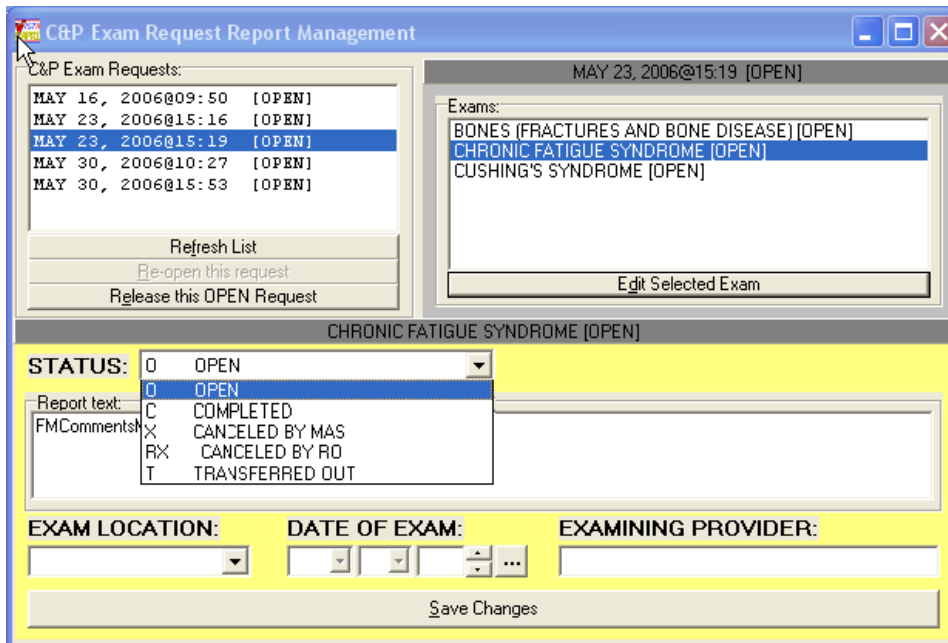 C&P Exam Request Report Management
C&P Exam Requests:
MAY 16, 2006@09:50 [OPEN]
MAY 23, 2006@15:16 [OPEN]
MAY 23, 2006@15:19 [OPEN]
MAY 30, 2006@10:27 [OPEN]
MAY 30, 2006@15:53 [OPEN]
Refresh List
Re-open this request
Release this OPEN Request
MAY 23, 2006@15:19 [OPEN]
Exams:
BONES (FRACTURES AND BONE DISEASE) [OPEN]
CHRONIC FATIGUE SYNDROME [OPEN]
CUSHING'S SYNDROME [OPEN]
Edit Selected Exam
CHRONIC FATIGUE SYNDROME [OPEN]
STATUS: O OPEN
O OPEN
C COMPLETED
X CANCELED BY MAS
RX CANCELED BY RO
T TRANSFERRED OUT
Report text:
EXAM LOCATION: DATE OF EXAM: EXAMINING PROVIDER:
...
Save Changes